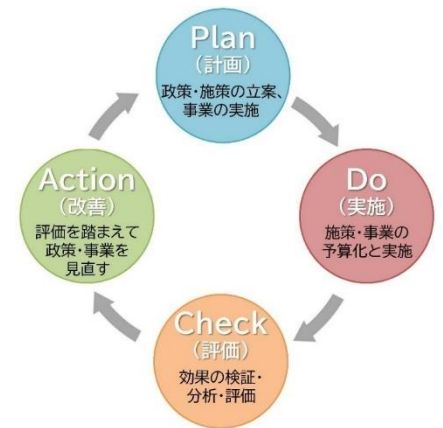 Plan
(計画)
政策・施策の立案、
事業の実施
Do
(実施)
施策・事業の
予算化と実施
Check
(評価)
効果の検証・
分析・評価
Action
(改善)
評価を踏まえて
政策・事業を
見直す